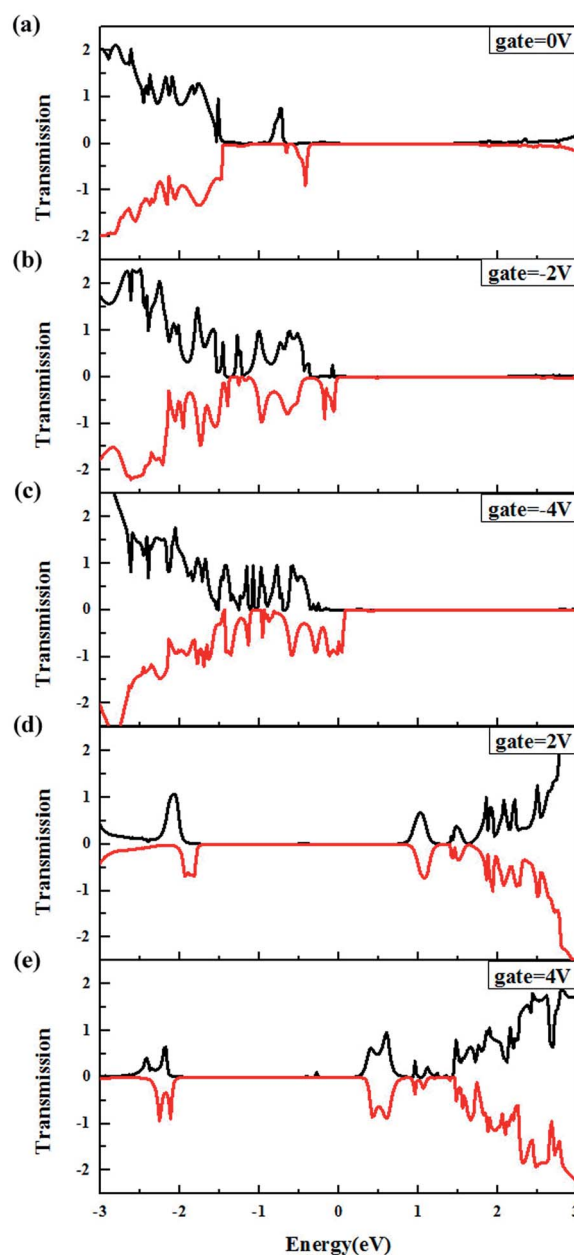 (a)
gate=0V
2
1
0
-1
-2
Transmission
(b)
gate=-2V
2
1
0
-1
-2
Transmission
(c)
gate=-4V
2
1
0
-1
-2
Transmission
(d)
gate=2V
2
1
0
-1
-2
Transmission
(e)
gate=4V
2
1
0
-1
-2
Transmission
-3 -2 -1 0 1 2 3
Energy(eV)